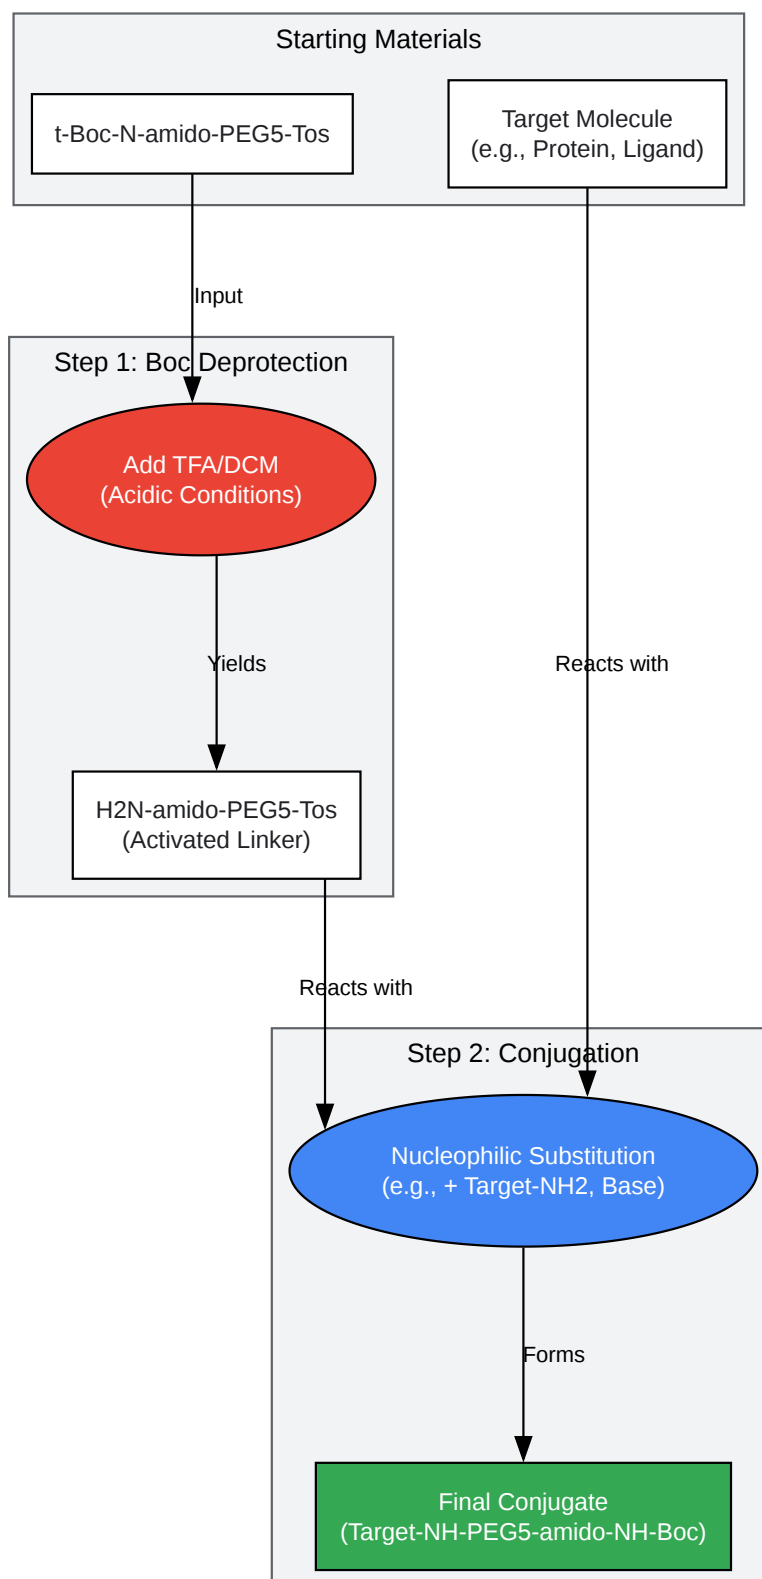 Starting Materials
t-Boc-N-amido-PEG5-Tos
Target Molecule
(e.g., Protein, Ligand)
Input
Step 1: Boc Deprotection
Add TFA/DCM
(Acidic Conditions)
Yields
Reacts with
H2N-amido-PEG5-Tos
(Activated Linker)
Reacts with
Step 2: Conjugation
Nucleophilic Substitution
(e.g., + Target-NH2, Base)
Forms
Final Conjugate
(Target-NH-PEG5-amido-NH-Boc)